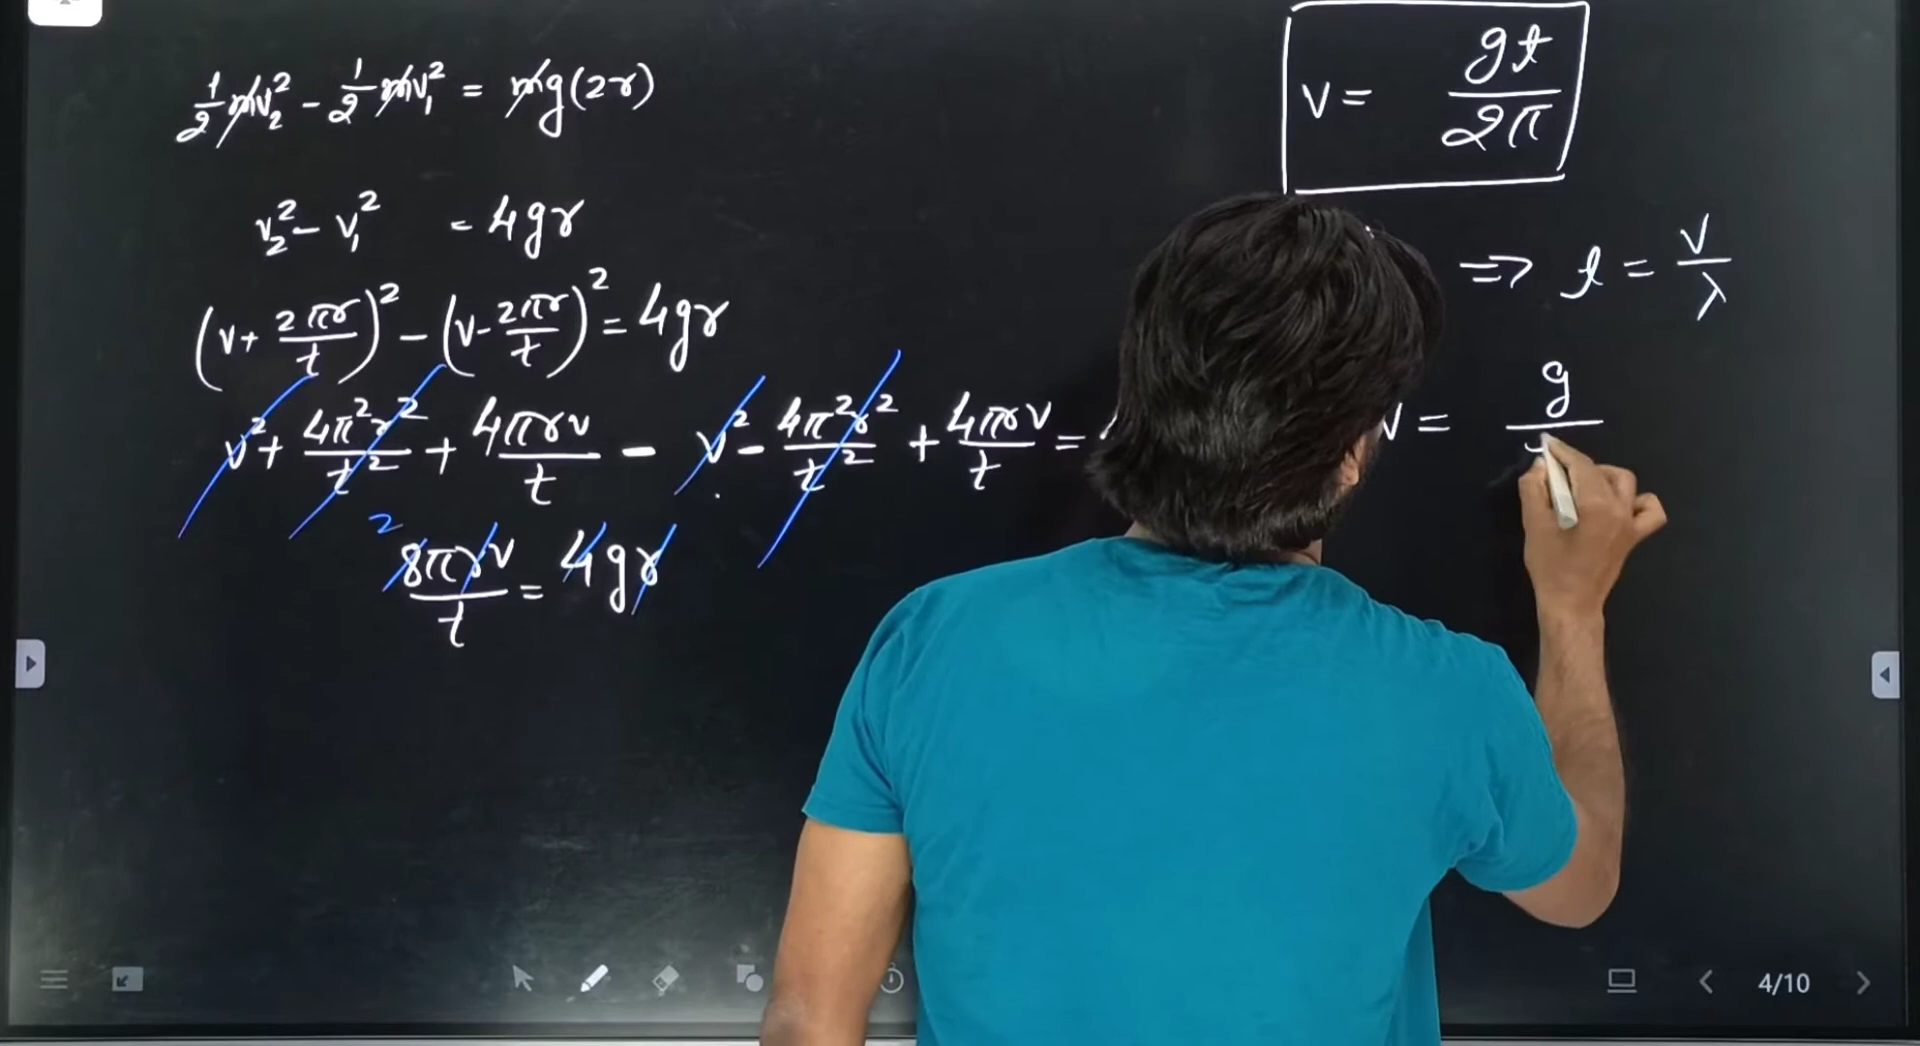 ½mv₂² - ½mv₁² = mg(2r)
v₂² - v₁² = 4gr
(v + 2πr/t)² - (v - 2πr/t)² = 4gr
v² + 4π²r²/t² + 4πrv/t - v² - 4π²r²/t² + 4πrv/t =
2
8πrv/t = 4gr
v = gt/2π
⇒ t = v/λ
v = g
4/10